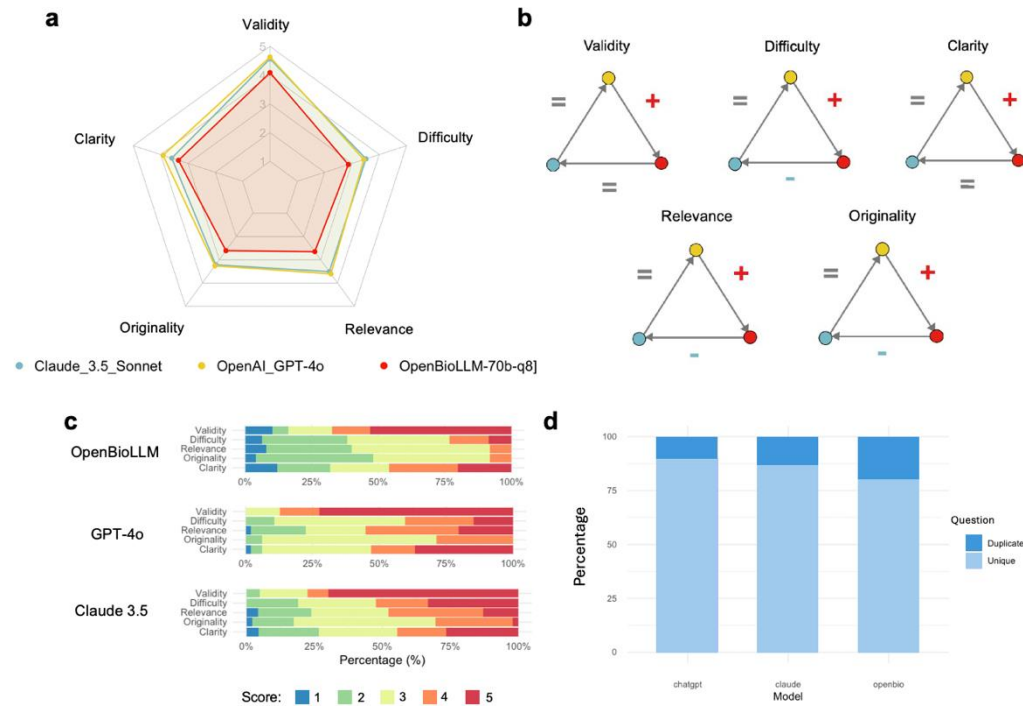 a
Validity
5
4
3
2
1
Clarity
Difficulty
Originality
Relevance
Claude_3.5_Sonnet OpenAI_GPT-4o OpenBioLLM-70b-q8]
b
Validity Difficulty Clarity
= + = + = +
= - =
Relevance Originality
= + = +
- -
c
OpenBioLLM
Validity
Difficulty
Relevance
Originality
Clarity
0% 25% 50% 75% 100%
GPT-4o
Validity
Difficulty
Relevance
Originality
Clarity
0% 25% 50% 75% 100%
Claude 3.5
Validity
Difficulty
Relevance
Originality
Clarity
0% 25% 50% 75% 100%
Percentage (%)
Score: 1 2 3 4 5
d
Percentage
100
75
50
25
0
chatgpt claude openbio
Model
Question
Duplicate
Unique